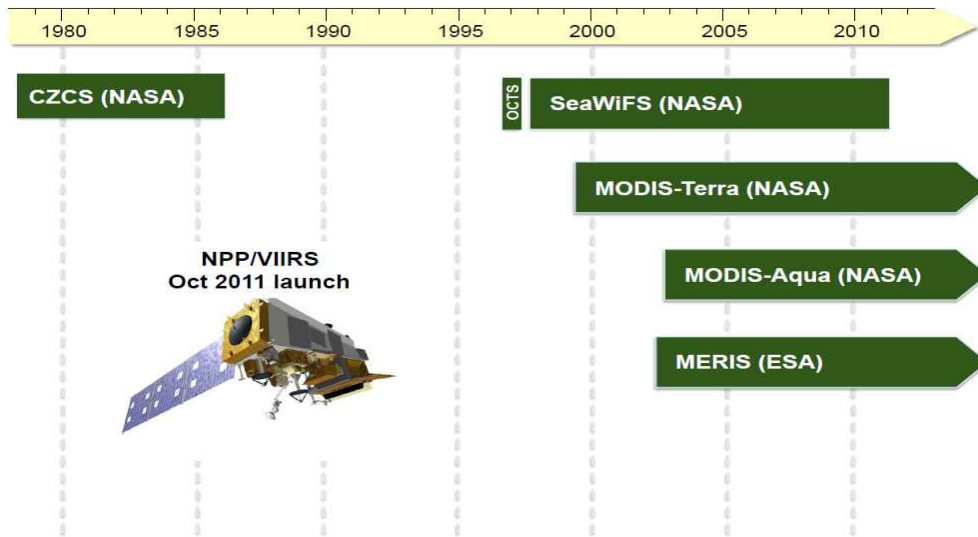 1980 1985 1990 1995 2000 2005 2010
CZCS (NASA)
OCTS
SeaWiFS (NASA)
MODIS-Terra (NASA)
NPP/VIIRS
Oct 2011 launch
MODIS-Aqua (NASA)
MERIS (ESA)